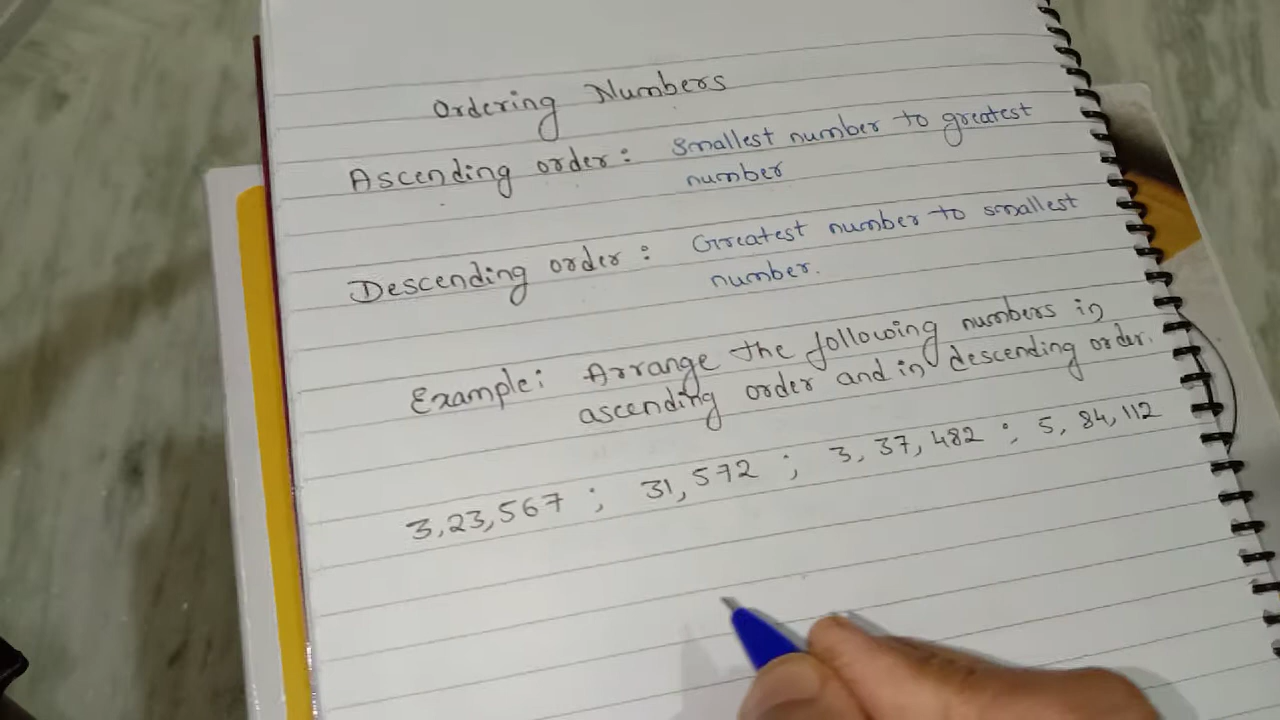 Ordering Numbers
Ascending order: Smallest number to greatest
number
Descending order: Greatest number to smallest
number.
Example: Arrange the following numbers in
ascending order and in descending order.
3,23,567 ; 31,572 ; 3,37,482 ; 5,84,112